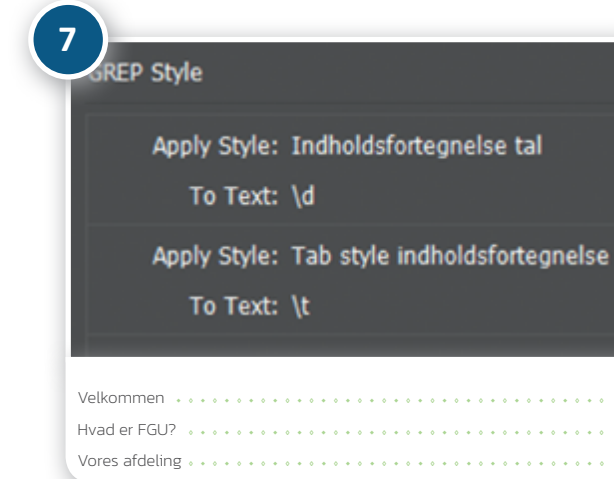 7
GREP Style
Apply Style: Indholdsfortegnelse tal
To Text: \d
Apply Style: Tab style indholdsfortegnelse
To Text: \t
Velkommen
Hvad er FGU?
Vores afdeling